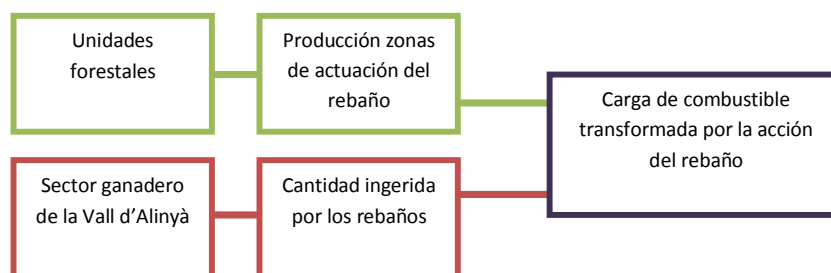 Unidades
forestales
Producción zonas
de actuación del
rebaño
Carga de combustible
transformada por la acción
del rebaño
Sector ganadero
de la Vall d’Alinyà
Cantidad ingerida
por los rebaños